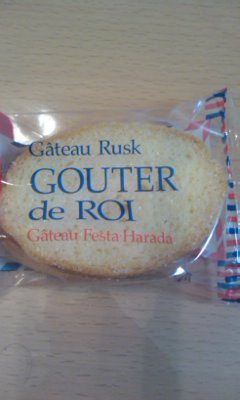 Gâteau Rusk
GOUTER
de ROI
Gâteau Festa Harada